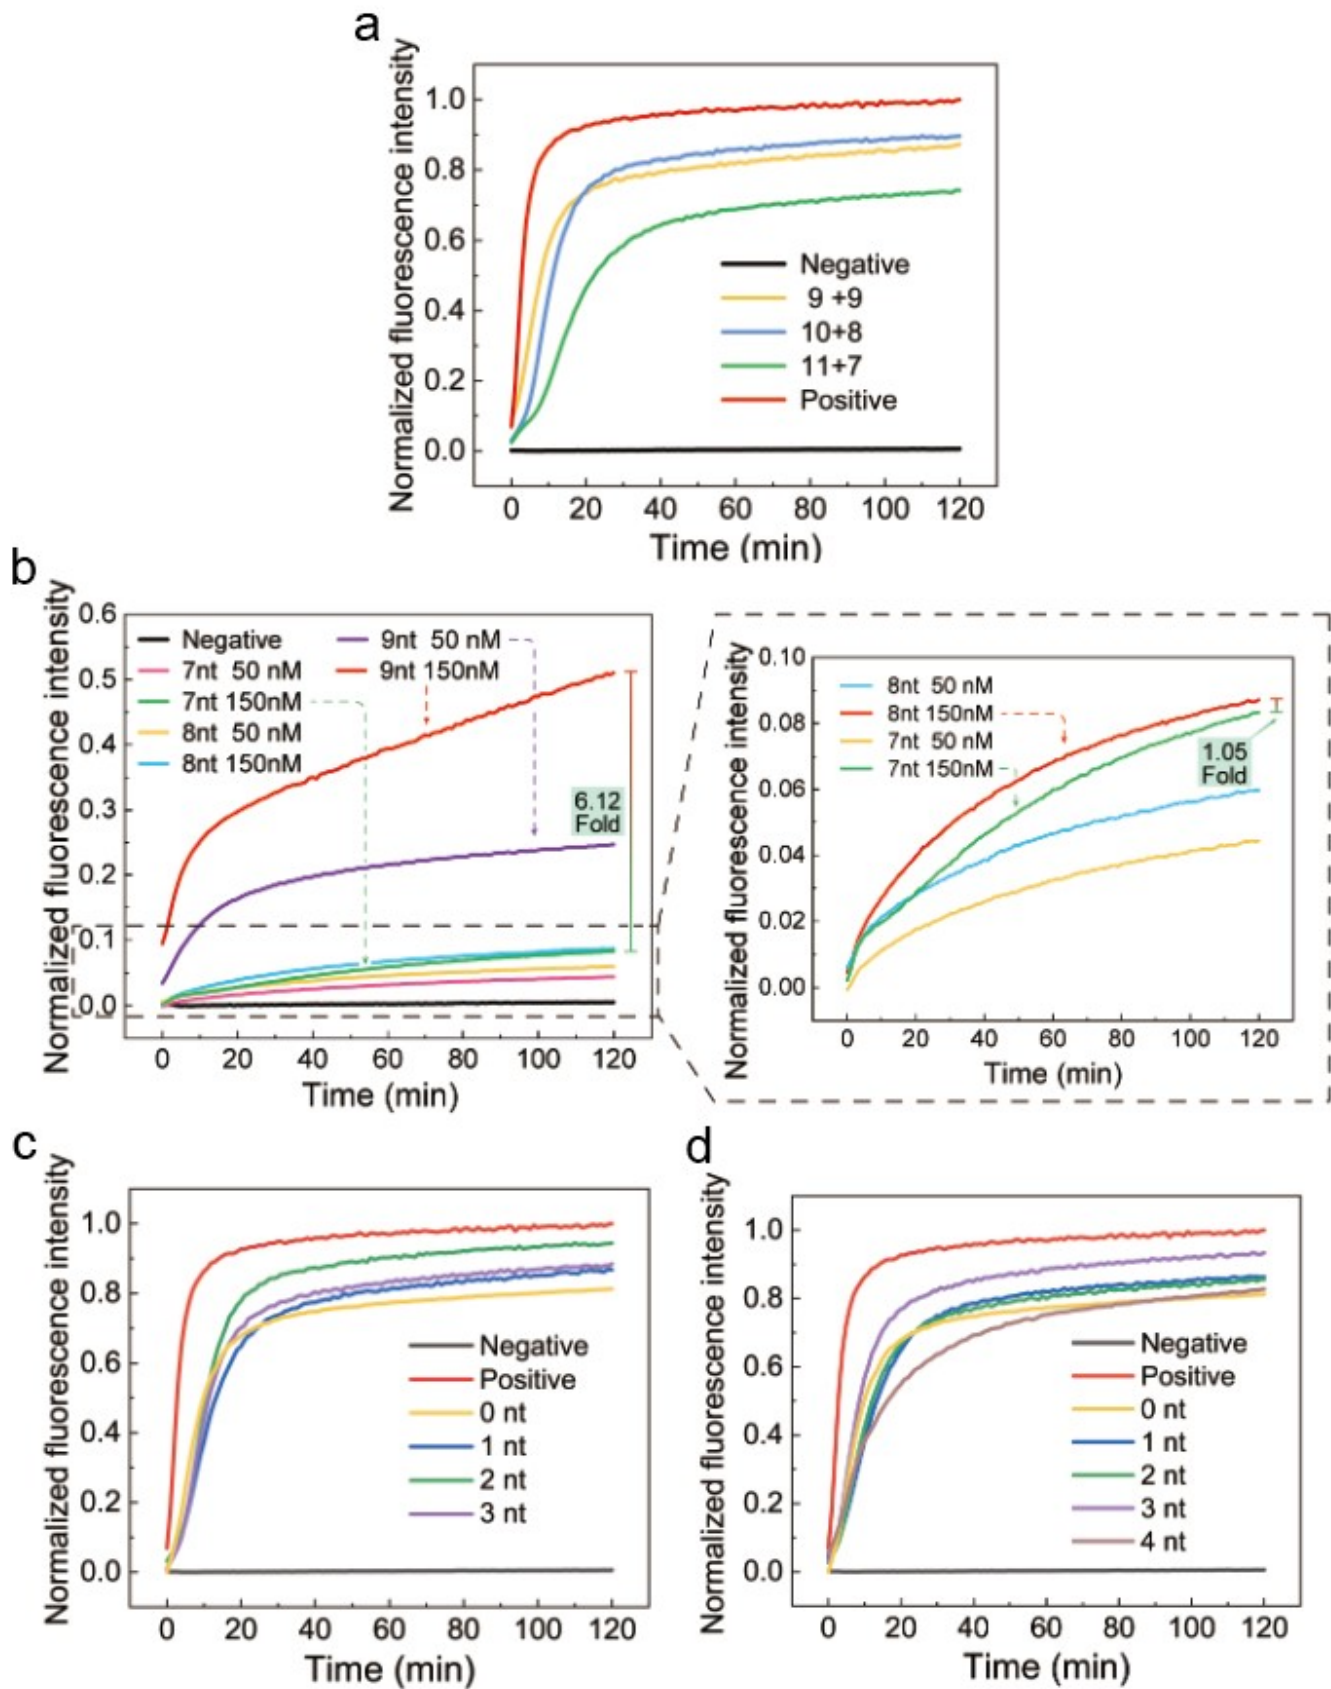 a
Normalized fluorescence intensity
1.0
0.8
0.6
0.4
0.2
0.0
Negative
9 +9
10+8
11+7
Positive
0 20 40 60 80 100 120
Time (min)
b
Normalized fluorescence intensity
0.6
0.5
0.4
0.3
0.2
0.1
0.0
Negative
7nt 50 nM
7nt 150nM
8nt 50 nM
8nt 150nM
9nt 50 nM
9nt 150nM
6.12
Fold
0 20 40 60 80 100 120
Time (min)
Normalized fluorescence intensity
0.10
0.08
0.06
0.04
0.02
0.00
8nt 50 nM
8nt 150nM
7nt 50 nM
7nt 150nM
1.05
Fold
0 20 40 60 80 100 120
Time (min)
c
Normalized fluorescence intensity
1.0
0.8
0.6
0.4
0.2
0.0
Negative
Positive
0 nt
1 nt
2 nt
3 nt
0 20 40 60 80 100 120
Time (min)
d
Normalized fluorescence intensity
1.0
0.8
0.6
0.4
0.2
0.0
Negative
Positive
0 nt
1 nt
2 nt
3 nt
4 nt
0 20 40 60 80 100 120
Time (min)